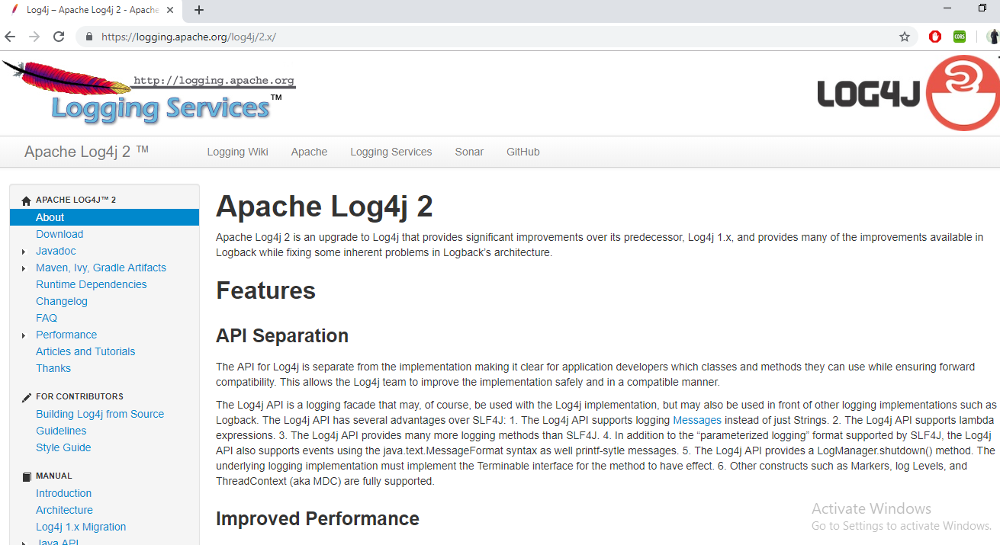 Log4j – Apache Log4j 2 - Apache
https://logging.apache.org/log4j/2.x/
CORS
http://logging.apache.org
Logging Services™
LOG4J
Apache Log4j 2 ™
Logging Wiki Apache Logging Services Sonar GitHub
APACHE LOG4J™ 2
About
Download
Javadoc
Maven, Ivy, Gradle Artifacts
Runtime Dependencies
Changelog
FAQ
Performance
Articles and Tutorials
Thanks
FOR CONTRIBUTORS
Building Log4j from Source
Guidelines
Style Guide
MANUAL
Introduction
Architecture
Log4j 1.x Migration
Java API
Apache Log4j 2
Apache Log4j 2 is an upgrade to Log4j that provides significant improvements over its predecessor, Log4j 1.x, and provides many of the improvements available in
Logback while fixing some inherent problems in Logback's architecture.
Features
API Separation
The API for Log4j is separate from the implementation making it clear for application developers which classes and methods they can use while ensuring forward
compatibility. This allows the Log4j team to improve the implementation safely and in a compatible manner.
The Log4j API is a logging facade that may, of course, be used with the Log4j implementation, but may also be used in front of other logging implementations such as
Logback. The Log4j API has several advantages over SLF4J: 1. The Log4j API supports logging Messages instead of just Strings. 2. The Log4j API supports lambda
expressions. 3. The Log4j API provides many more logging methods than SLF4J. 4. In addition to the “parameterized logging” format supported by SLF4J, the Log4j
API also supports events using the java.text.MessageFormat syntax as well printf-sytle messages. 5. The Log4j API provides a LogManager.shutdown() method. The
underlying logging implementation must implement the Terminable interface for the method to have effect. 6. Other constructs such as Markers, log Levels, and
ThreadContext (aka MDC) are fully supported.
Improved Performance
Activate Windows
Go to Settings to activate Windows.